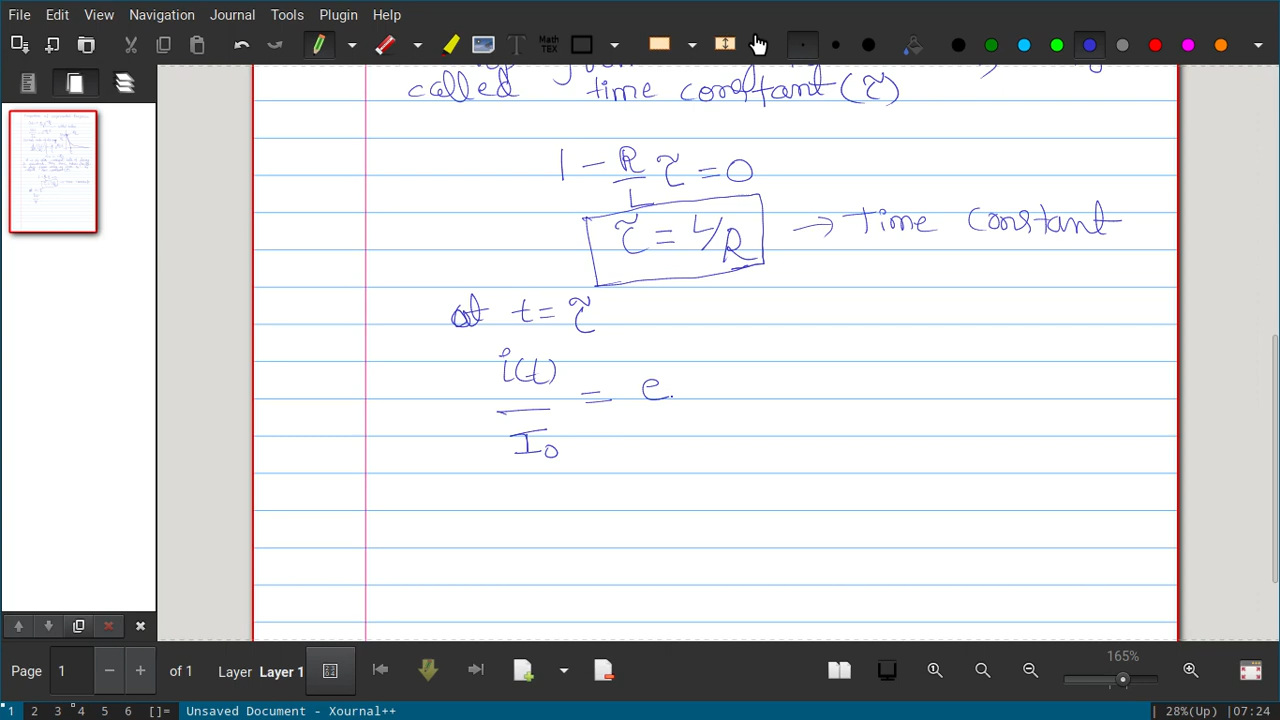 File Edit View Navigation Journal Tools Plugin Help
Math TEX T
called time constant (τ̃)
1 - R/L τ̃ = 0
τ̃ = L/R → Time constant
at t = τ̃
i(t)/I₀ = e
Page 1 of 1 Layer Layer 1 165%
1 2 3 4 5 6 []= Unsaved Document - Xournal++ 28%(Up) 07:24